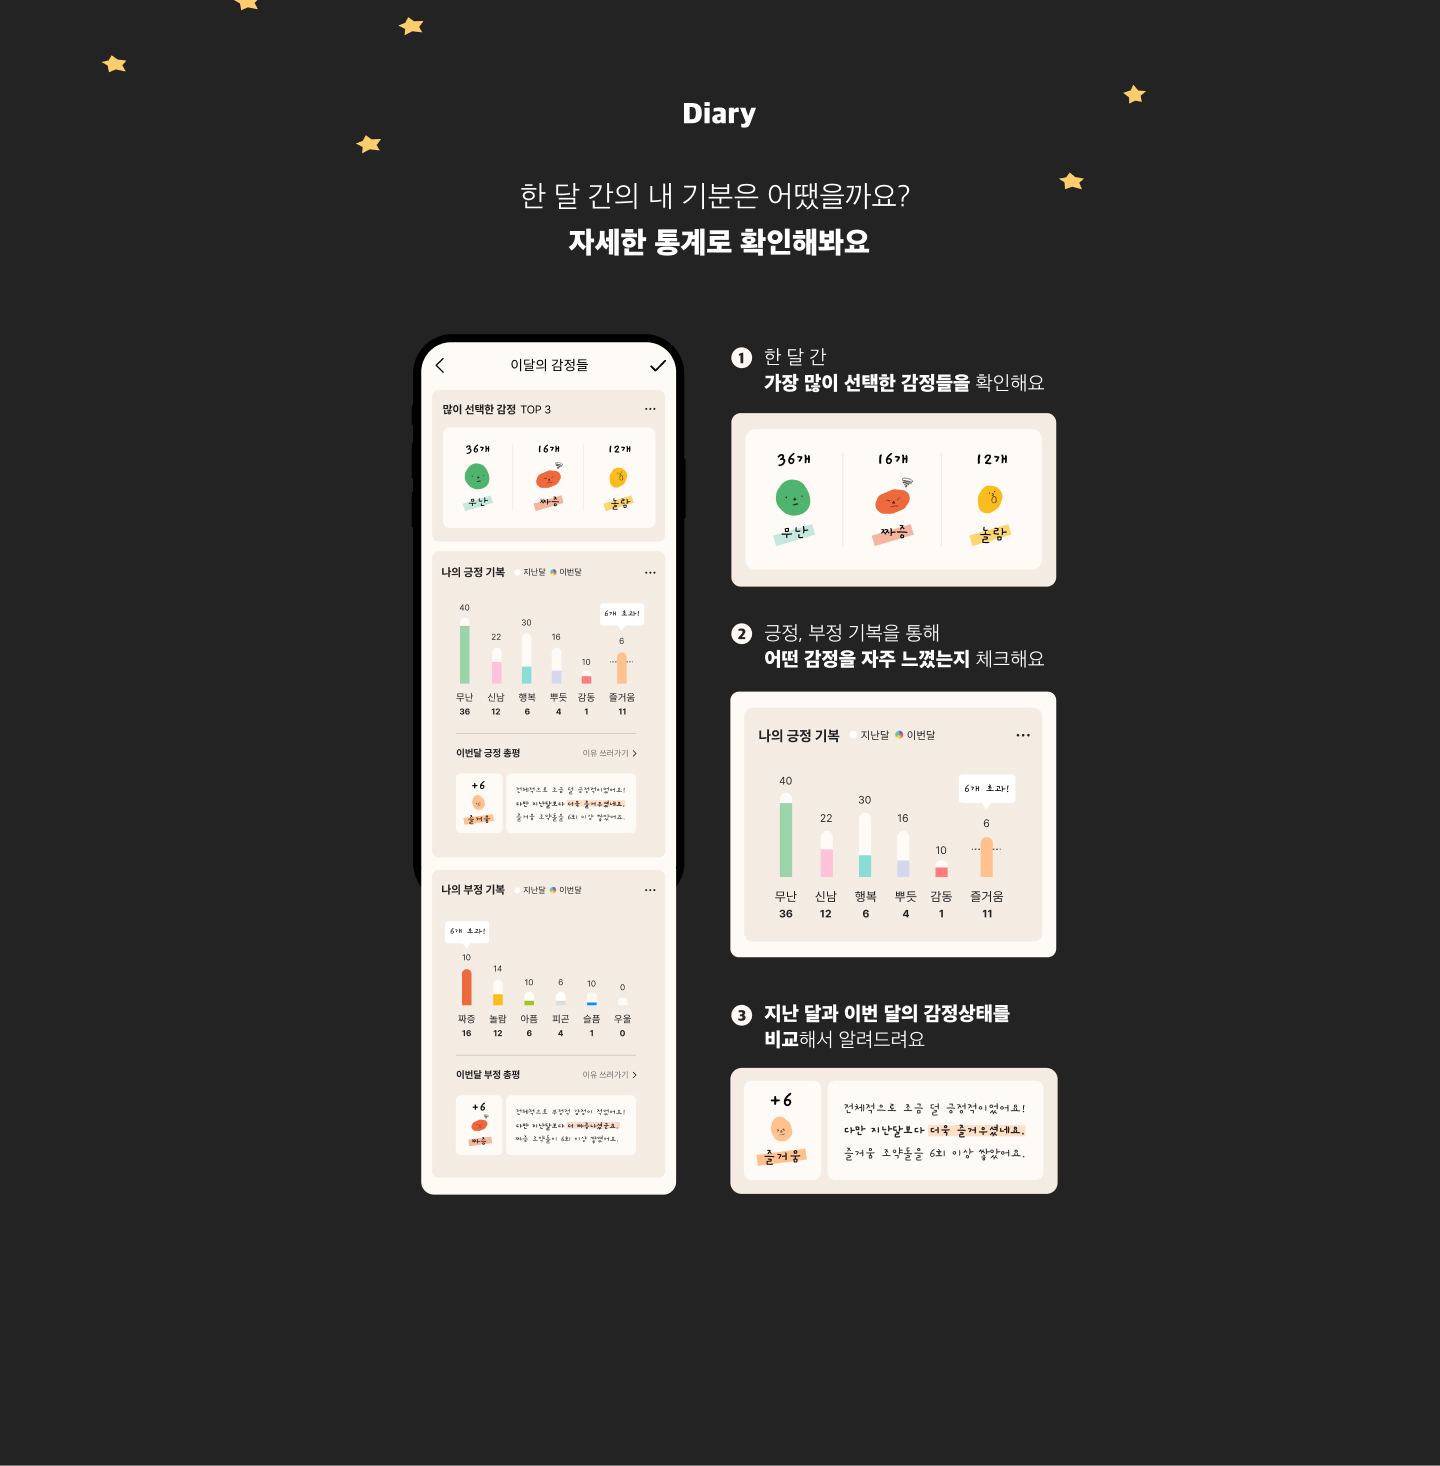 Diary
한 달 간의 내 기분은 어땠을까요?
자세한 통계로 확인해봐요
이달의 감정들
많이 선택한 감정 TOP 3
36개 16개 12개
무난 짜증 놀람
나의 긍정 기복 지난달 이번달
6개 초과!
40 22 30 16 10 6
무난 신남 행복 뿌듯 감동 즐거움
36 12 6 4 1 11
이번달 긍정 총평 이유 쓰러가기
+6
즐거움
전체적으로 조금 덜 긍정적이었어요!
다만 지난달보다 더욱 즐거우셨네요.
즐거움 조약돌을 6회 이상 쌓았어요.
나의 부정 기복 지난달 이번달
6개 초과!
10 14 10 6 10 0
짜증 놀람 아픔 피곤 슬픔 우울
16 12 6 4 1 0
이번달 부정 총평 이유 쓰러가기
+6
짜증
전체적으로 부정적 감정이 적었어요!
다만 지난달보다 더 짜증나셨군요.
짜증 조약돌이 6회 이상 쌓였어요.
1 한 달 간
가장 많이 선택한 감정들을 확인해요
36개 16개 12개
무난 짜증 놀람
2 긍정, 부정 기복을 통해
어떤 감정을 자주 느꼈는지 체크해요
나의 긍정 기복 지난달 이번달
6개 초과!
40 22 30 16 10 6
무난 신남 행복 뿌듯 감동 즐거움
36 12 6 4 1 11
3 지난 달과 이번 달의 감정상태를
비교해서 알려드려요
+6
즐거움
전체적으로 조금 덜 긍정적이었어요!
다만 지난달보다 더욱 즐거우셨네요.
즐거움 조약돌을 6회 이상 쌓았어요.